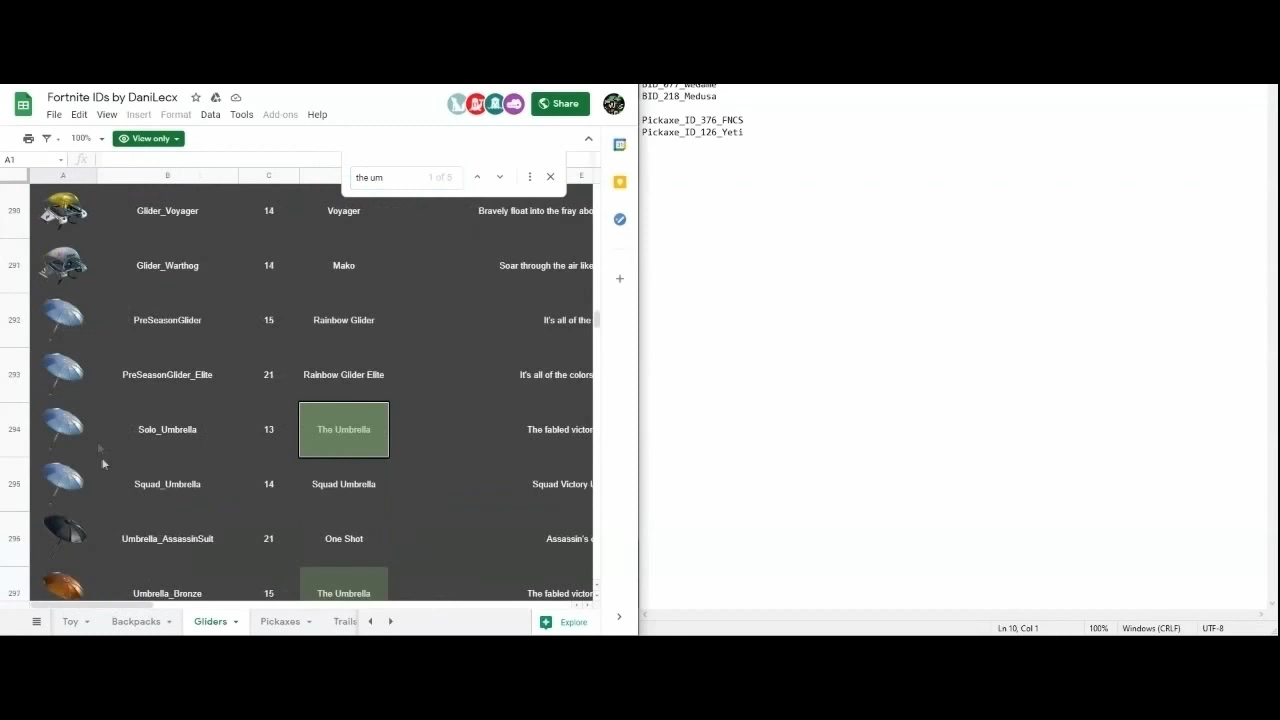 Fortnite IDs by DaniLecx
Share
File Edit View Insert Format Data Tools Add-ons Help
100% View only
A1 fx
the um 1 of 5
A B C E
290 Glider_Voyager 14 Voyager Bravely float into the fray abo
291 Glider_Warthog 14 Mako Soar through the air like
292 PreSeasonGlider 15 Rainbow Glider It's all of the
293 PreSeasonGlider_Elite 21 Rainbow Glider Elite It's all of the colors
294 Solo_Umbrella 13 The Umbrella The fabled victor
295 Squad_Umbrella 14 Squad Umbrella Squad Victory
296 Umbrella_AssassinSuit 21 One Shot Assassin's
297 Umbrella_Bronze 15 The Umbrella The fabled victor
Toy Backpacks Gliders Pickaxes Trails
Explore
BID_077_WeGame
BID_218_Medusa
Pickaxe_ID_376_FNCS
Pickaxe_ID_126_Yeti
Ln 10, Col 1 100% Windows (CRLF) UTF-8